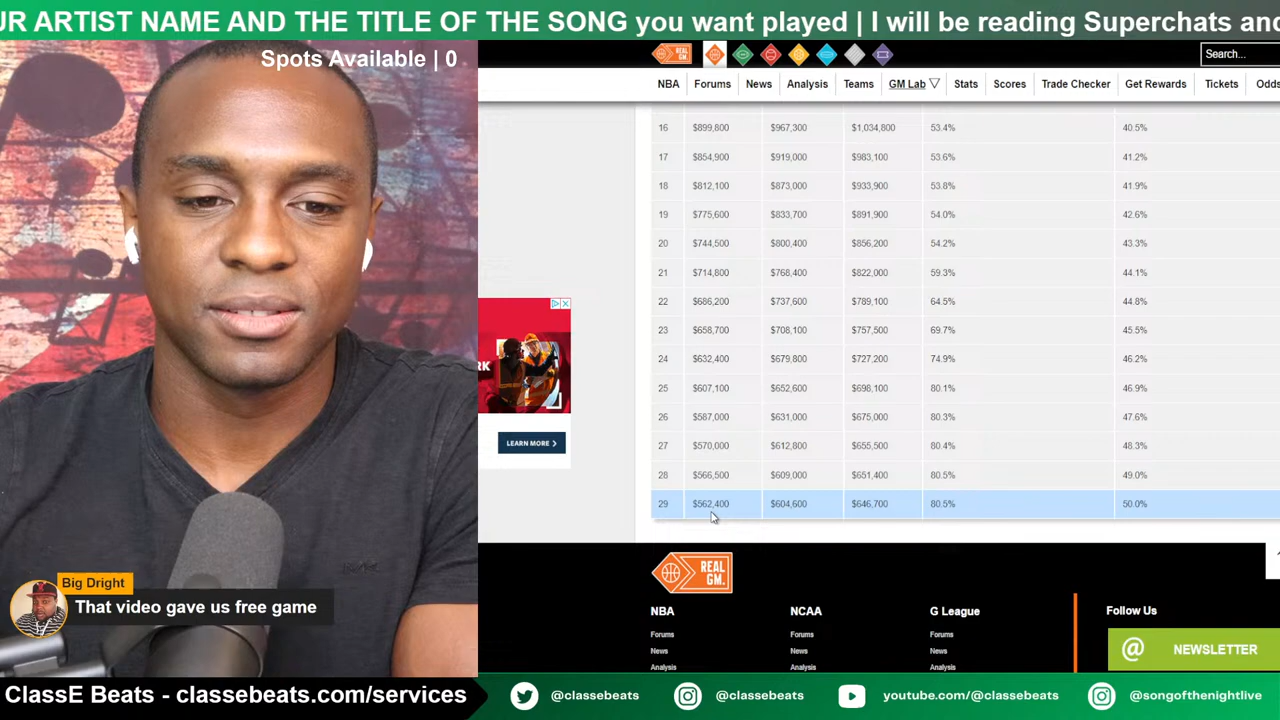 UR ARTIST NAME AND THE TITLE OF THE SONG you want played | I will be reading Superchats and
Spots Available | 0
REAL GM.
Search...
NBA Forums News Analysis Teams GM Lab Stats Scores Trade Checker Get Rewards Tickets Odds
16 $899,800 $967,300 $1,034,800 53.4% 40.5%
17 $854,900 $919,000 $983,100 53.6% 41.2%
18 $812,100 $873,000 $933,900 53.8% 41.9%
19 $775,600 $833,700 $891,900 54.0% 42.6%
20 $744,500 $800,400 $856,200 54.2% 43.3%
21 $714,800 $768,400 $822,000 59.3% 44.1%
22 $686,200 $737,600 $789,100 64.5% 44.8%
23 $658,700 $708,100 $757,500 69.7% 45.5%
24 $632,400 $679,800 $727,200 74.9% 46.2%
25 $607,100 $652,600 $698,100 80.1% 46.9%
26 $587,000 $631,000 $675,000 80.3% 47.6%
27 $570,000 $612,800 $655,500 80.4% 48.3%
28 $566,500 $609,000 $651,400 80.5% 49.0%
29 $562,400 $604,600 $646,700 80.5% 50.0%
RK
LEARN MORE
REAL
GM.
NBA NCAA G League Follow Us
Forums Forums Forums
News News News
Analysis Analysis Analysis
@ NEWSLETTER
Big Dright
That video gave us free game
ClassE Beats - classebeats.com/services
@classebeats @classebeats youtube.com/@classebeats @songofthenightlive